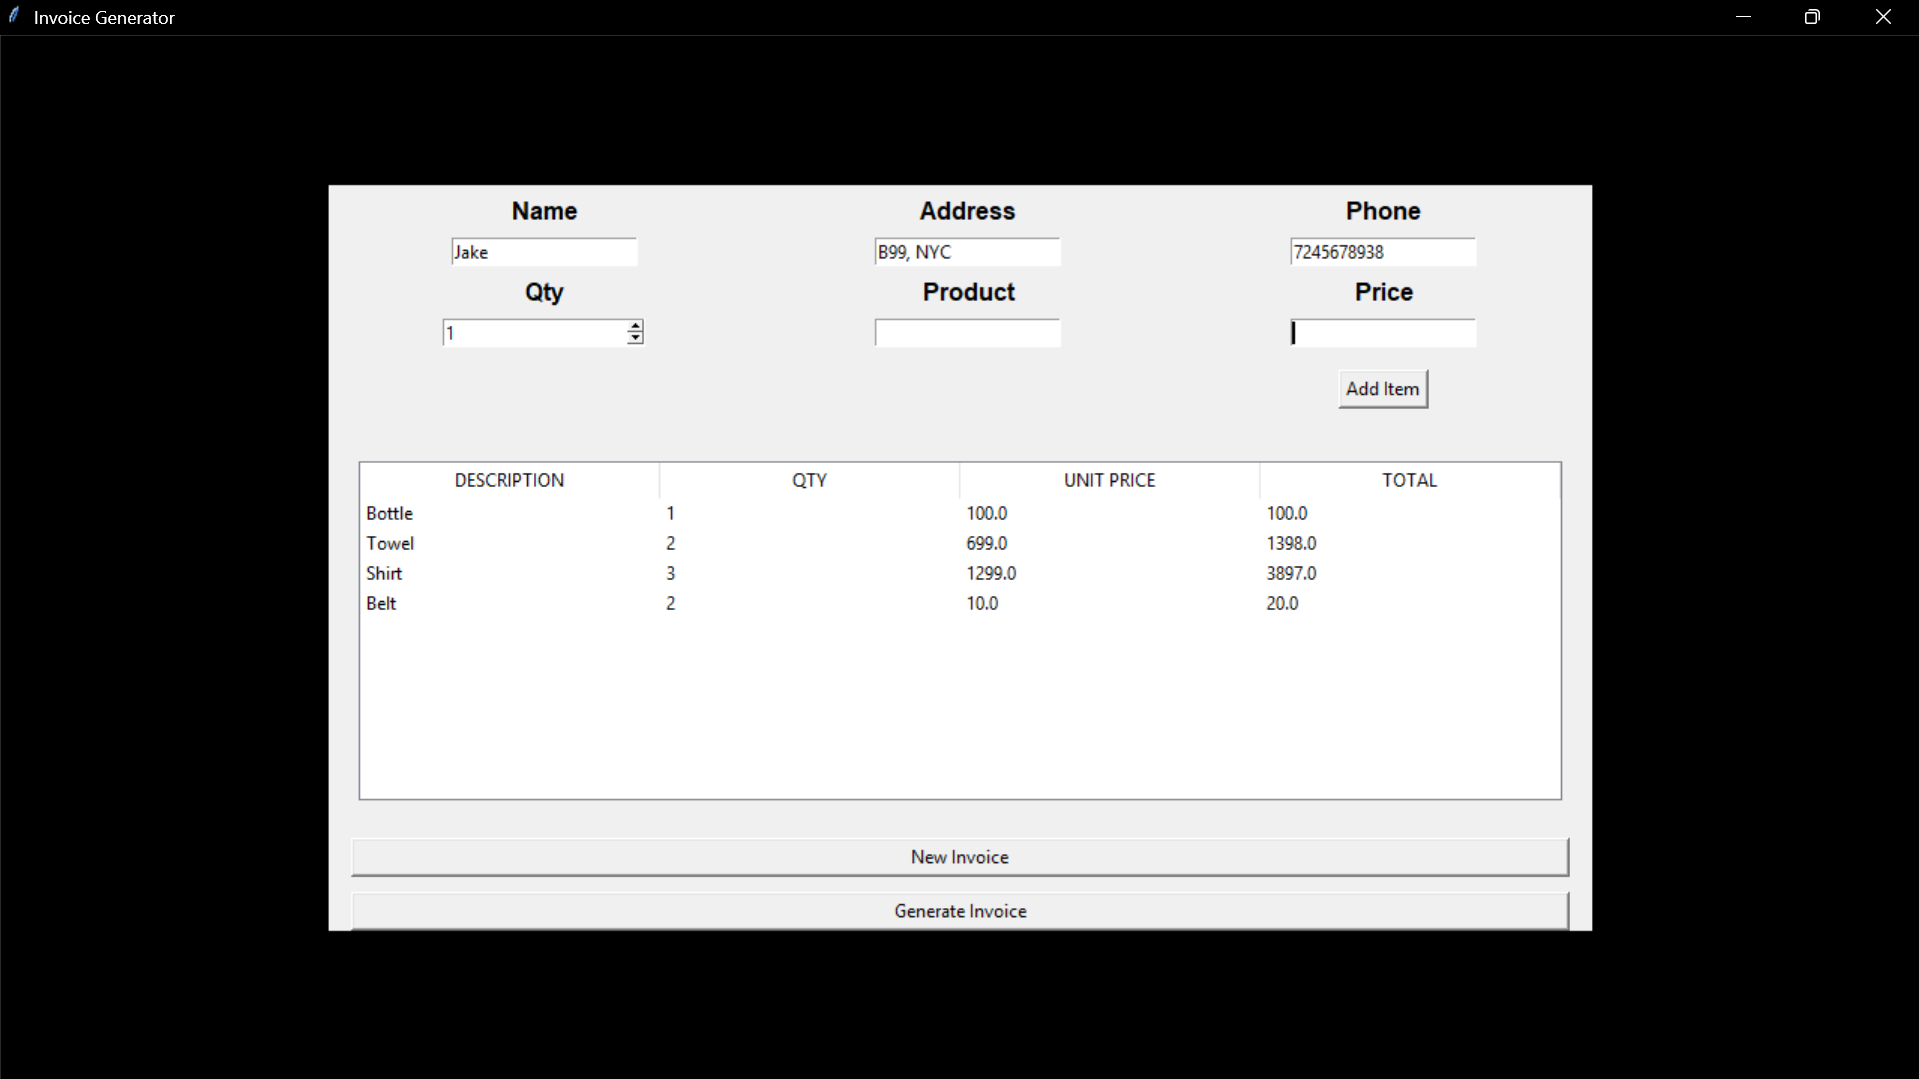 Invoice Generator
Name Address Phone
Jake B99, NYC 7245678938
Qty Product Price
1
Add Item
DESCRIPTION QTY UNIT PRICE TOTAL
Bottle 1 100.0 100.0
Towel 2 699.0 1398.0
Shirt 3 1299.0 3897.0
Belt 2 10.0 20.0
New Invoice
Generate Invoice